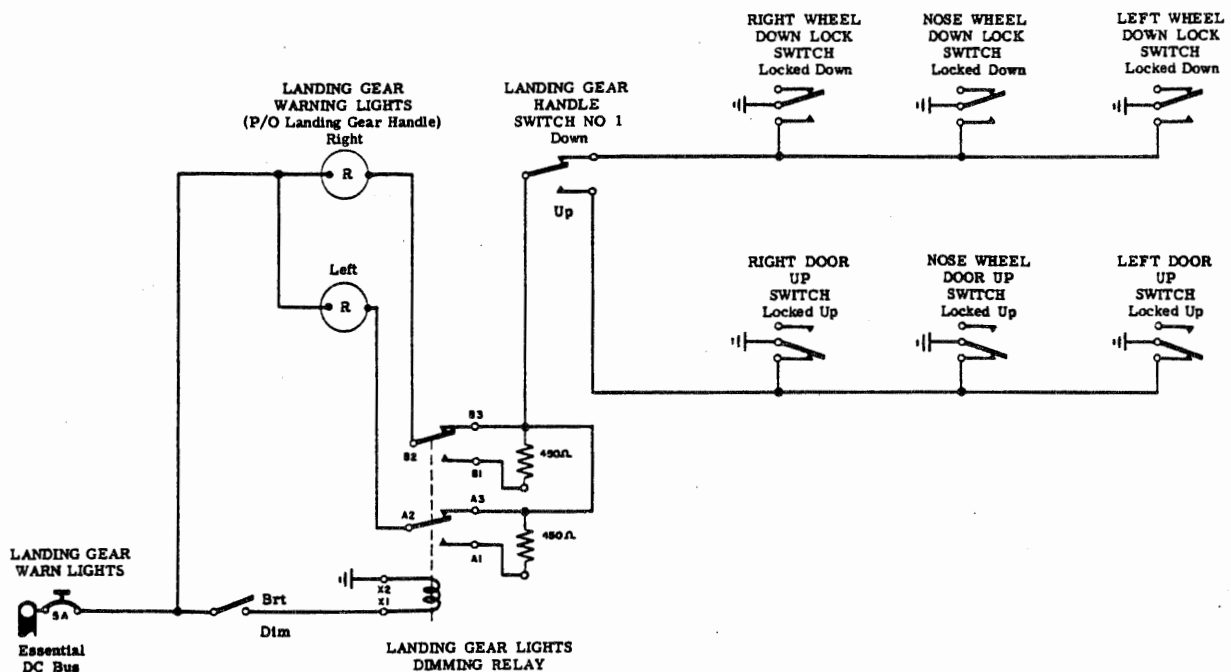 RIGHT WHEEL
DOWN LOCK
SWITCH
Locked Down
NOSE WHEEL
DOWN LOCK
SWITCH
Locked Down
LEFT WHEEL
DOWN LOCK
SWITCH
Locked Down
LANDING GEAR
WARNING LIGHTS
(P/O Landing Gear Handle)
Right
R
LANDING GEAR
HANDLE
SWITCH NO 1
Down
Up
Left
R
RIGHT DOOR
UP
SWITCH
Locked Up
NOSE WHEEL
DOOR UP
SWITCH
Locked Up
LEFT DOOR
UP
SWITCH
Locked Up
B3
B2
450Ω
B1
A3
A2
450Ω
A1
LANDING GEAR
WARN LIGHTS
5A
Essential
DC Bus
Brt
Dim
X2
X1
LANDING GEAR LIGHTS
DIMMING RELAY